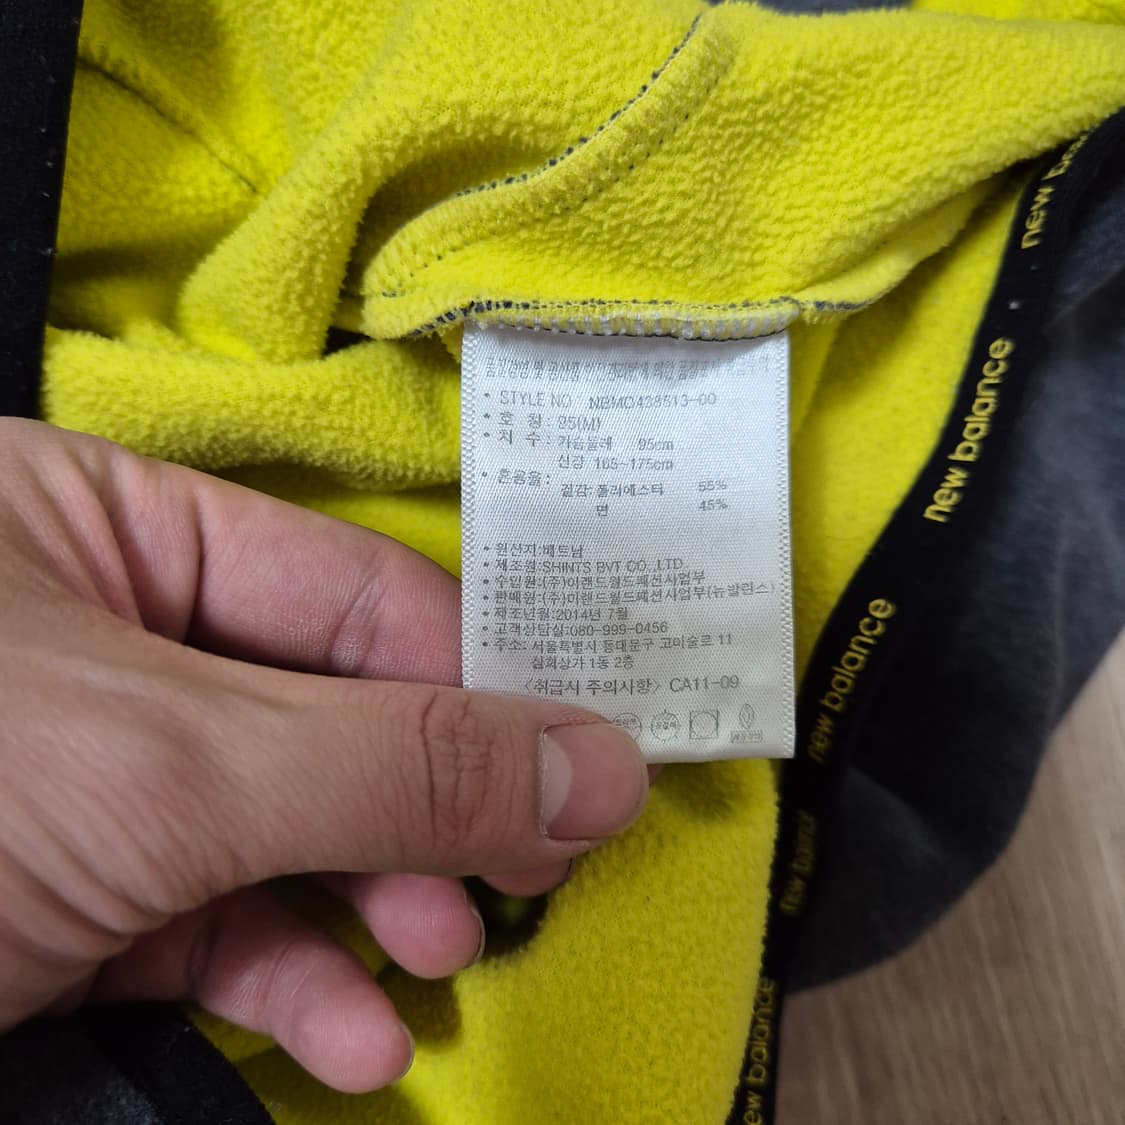 • STYLE NO NBMD438513-00
• 호 칭: 95(M)
• 치 수: 가슴둘레 95cm
신장 165~175cm
• 혼용율:
겉감 폴리에스터 55%
면 45%
• 원산지:베트남
• 제조원:SHINTS BVT CO.,LTD
• 수입원:(주)이랜드월드패션사업부
• 판매원:(주)이랜드월드패션사업부(뉴발란스)
• 제조년월:2014년 7월
• 고객상담실:080-999-0456
• 주소: 서울특별시 동대문구 고미술로 11
삼희상가 1동 2층
<취급시 주의사항> CA11-09
new
new balance
new balance
new
new balance